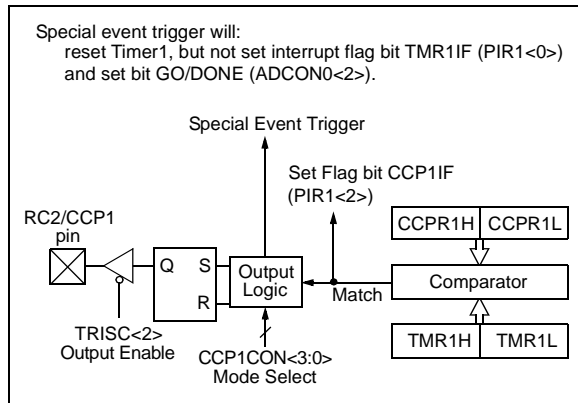 Special event trigger will:
reset Timer1, but not set interrupt flag bit TMR1IF (PIR1<0>)
and set bit GO/DONE (ADCON0<2>).
Special Event Trigger
Set Flag bit CCP1IF
(PIR1<2>)
RC2/CCP1
pin
CCPR1H CCPR1L
Q S
R
Output
Logic
Match
Comparator
TRISC<2>
Output Enable
CCP1CON<3:0>
Mode Select
TMR1H TMR1L